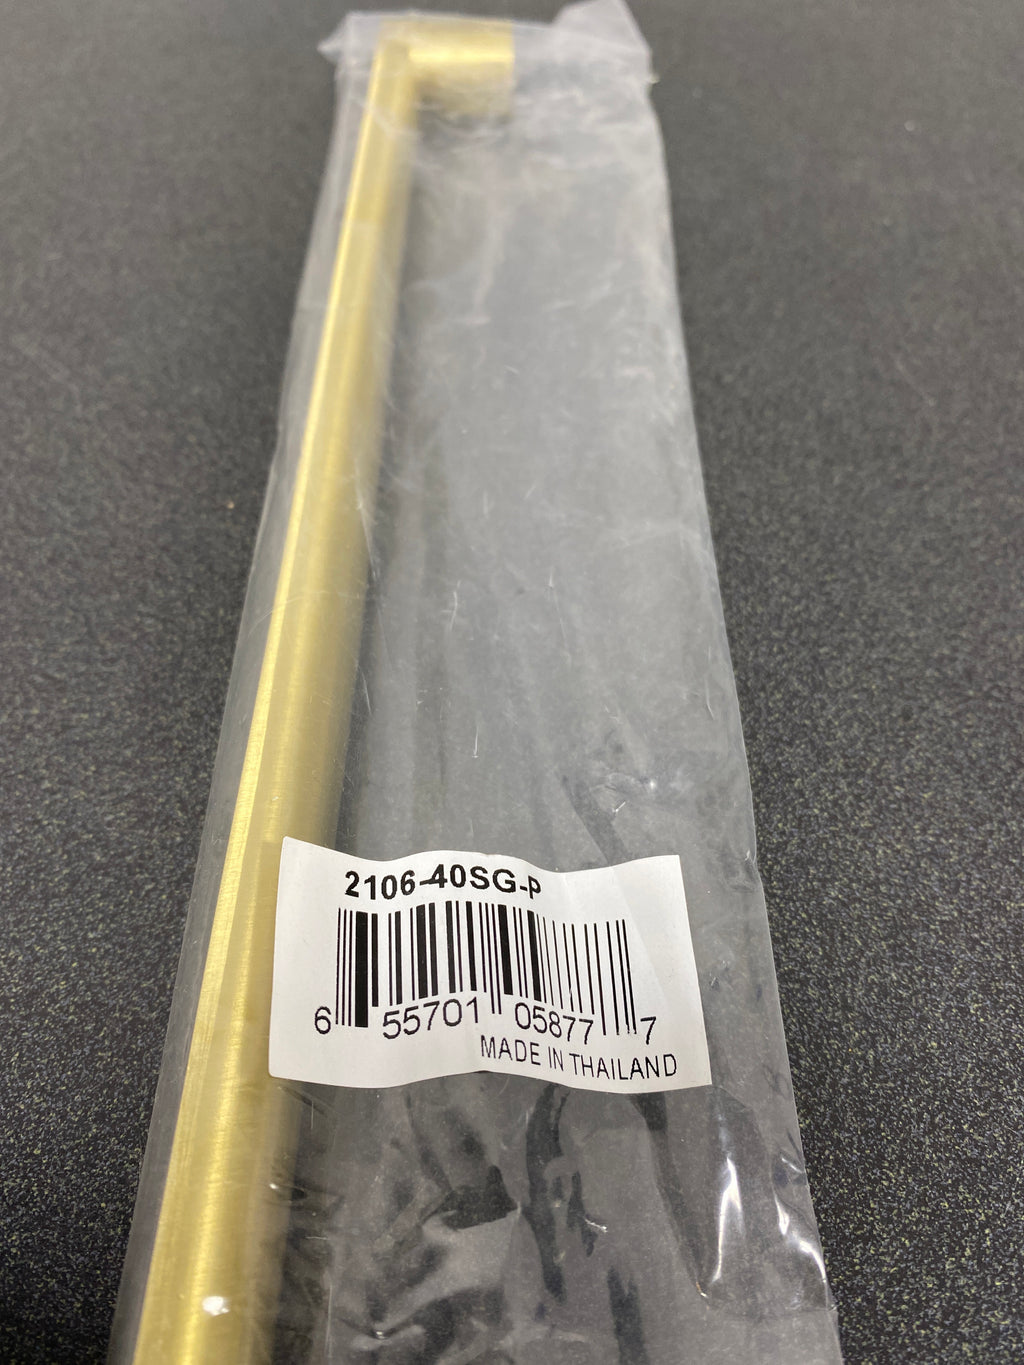 2106-40SG-P
6 55701 05877 7
MADE IN THAILAND